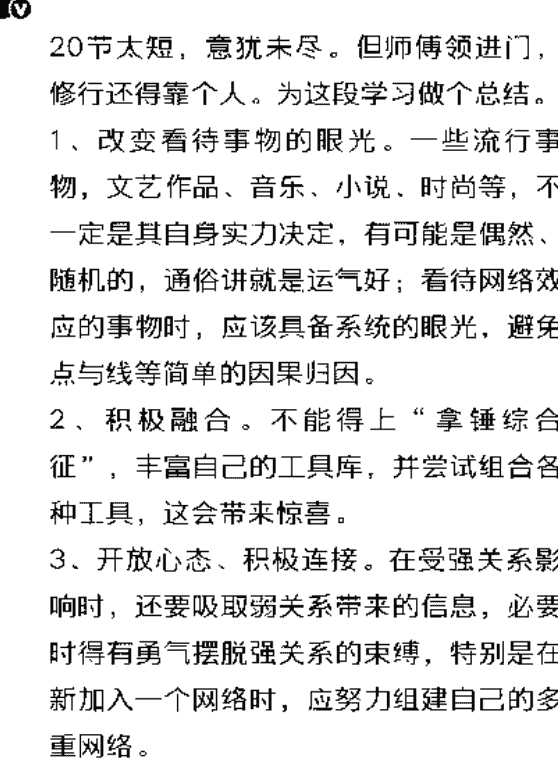 V
20节太短，意犹未尽。但师傅领进门，
修行还得靠个人。为这段学习做个总结。
1、改变看待事物的眼光。一些流行事
物，文艺作品、音乐、小说、时尚等，不
一定是其自身实力决定，有可能是偶然、
随机的，通俗讲就是运气好；看待网络效
应的事物时，应该具备系统的眼光，避免
点与线等简单的因果归因。
2、积极融合。不能得上“拿锤综合
征”，丰富自己的工具库，并尝试组合各
种工具，这会带来惊喜。
3、开放心态、积极连接。在受强关系影
响时，还要吸取弱关系带来的信息，必要
时得有勇气摆脱强关系的束缚，特别是在
新加入一个网络时，应努力组建自己的多
重网络。